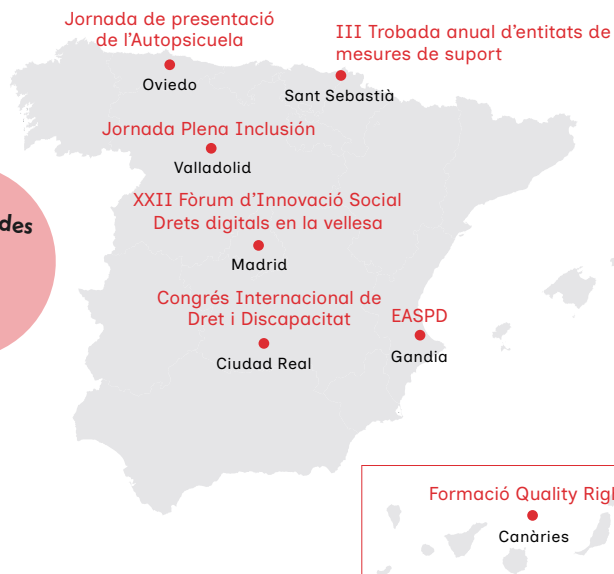 Jornada de presentació
de l'Autopsicuela
Oviedo
III Trobada anual d'entitats de
mesures de suport
Sant Sebastià
Jornada Plena Inclusión
Valladolid
XXII Fòrum d'Innovació Social
Drets digitals en la vellesa
Madrid
Congrés Internacional de
Dret i Discapacitat
Ciudad Real
EASPD
Gandia
Formació Quality
Canàries